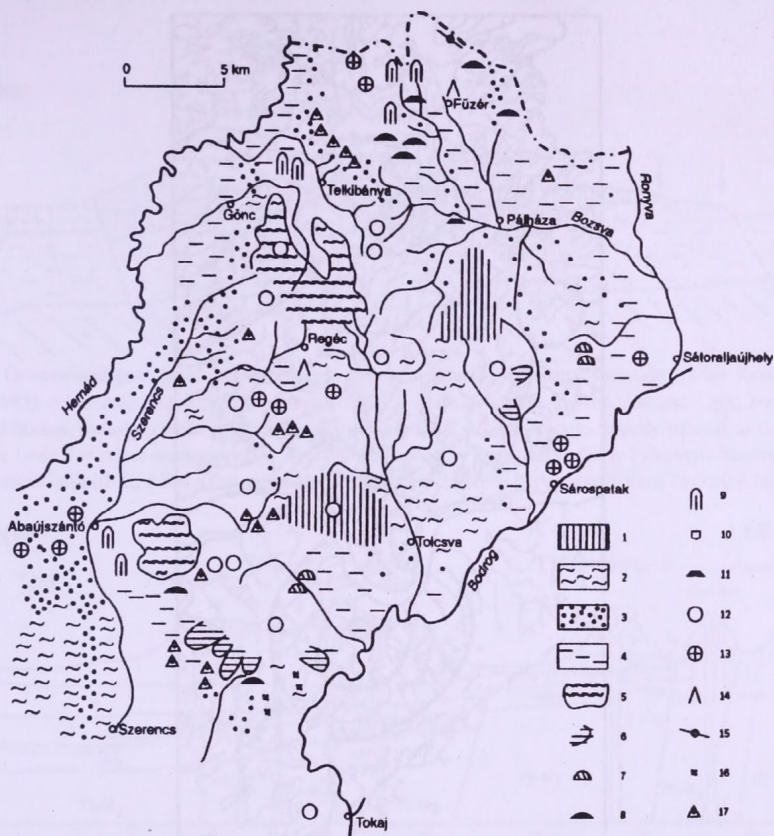 0 5 km
Füzér
Telkibánya
Gönc
Pálháza
Bozsva
Ronyva
Regéc
Sátoraljaújhely
Hernád
Szerencs
Sárospatak
Abaújszántó
Tolcsva
Bodrog
Szerencs
Tokaj
1
2
3
4
5
6
7
8
9
10
11
12
13
14
15
16
17